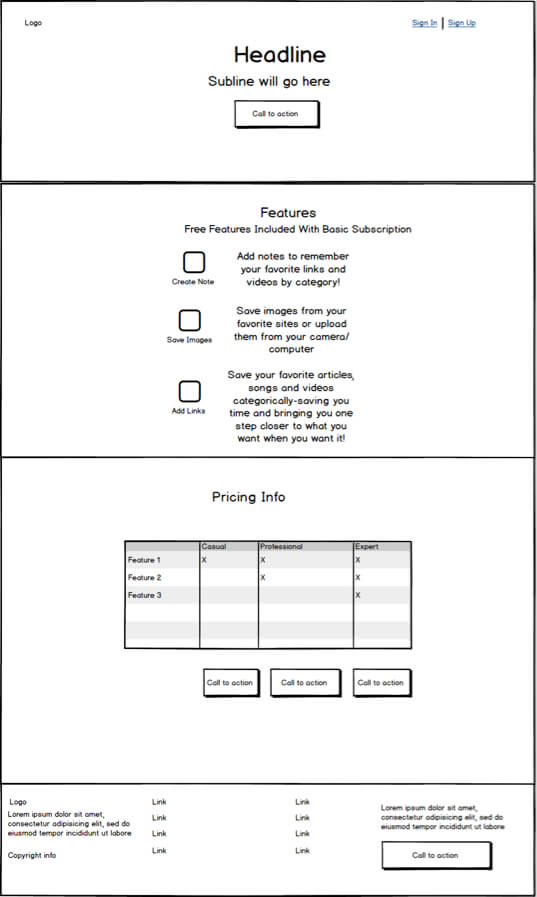 Logo
Sign In | Sign Up
Headline
Subline will go here
Call to action
Features
Free Features Included With Basic Subscription
Create Note
Add notes to remember
your favorite links and
videos by category!
Save Images
Save images from your
favorite sites or upload
them from your camera/
computer
Add Links
Save your favorite articles,
songs and videos
categorically-saving you
time and bringing you one
step closer to what you
want when you want it!
Pricing Info
Casual Professional Expert
Feature 1 X X X
Feature 2 X X
Feature 3 X
Call to action Call to action Call to action
Logo
Lorem ipsum dolor sit amet,
consectetur adipisicing elit, sed do
eiusmod tempor incididunt ut labore
Copyright info
Link
Link
Link
Link
Link
Link
Link
Link
Lorem ipsum dolor sit amet,
consectetur adipisicing elit, sed do
eiusmod tempor incididunt ut labore
Call to action